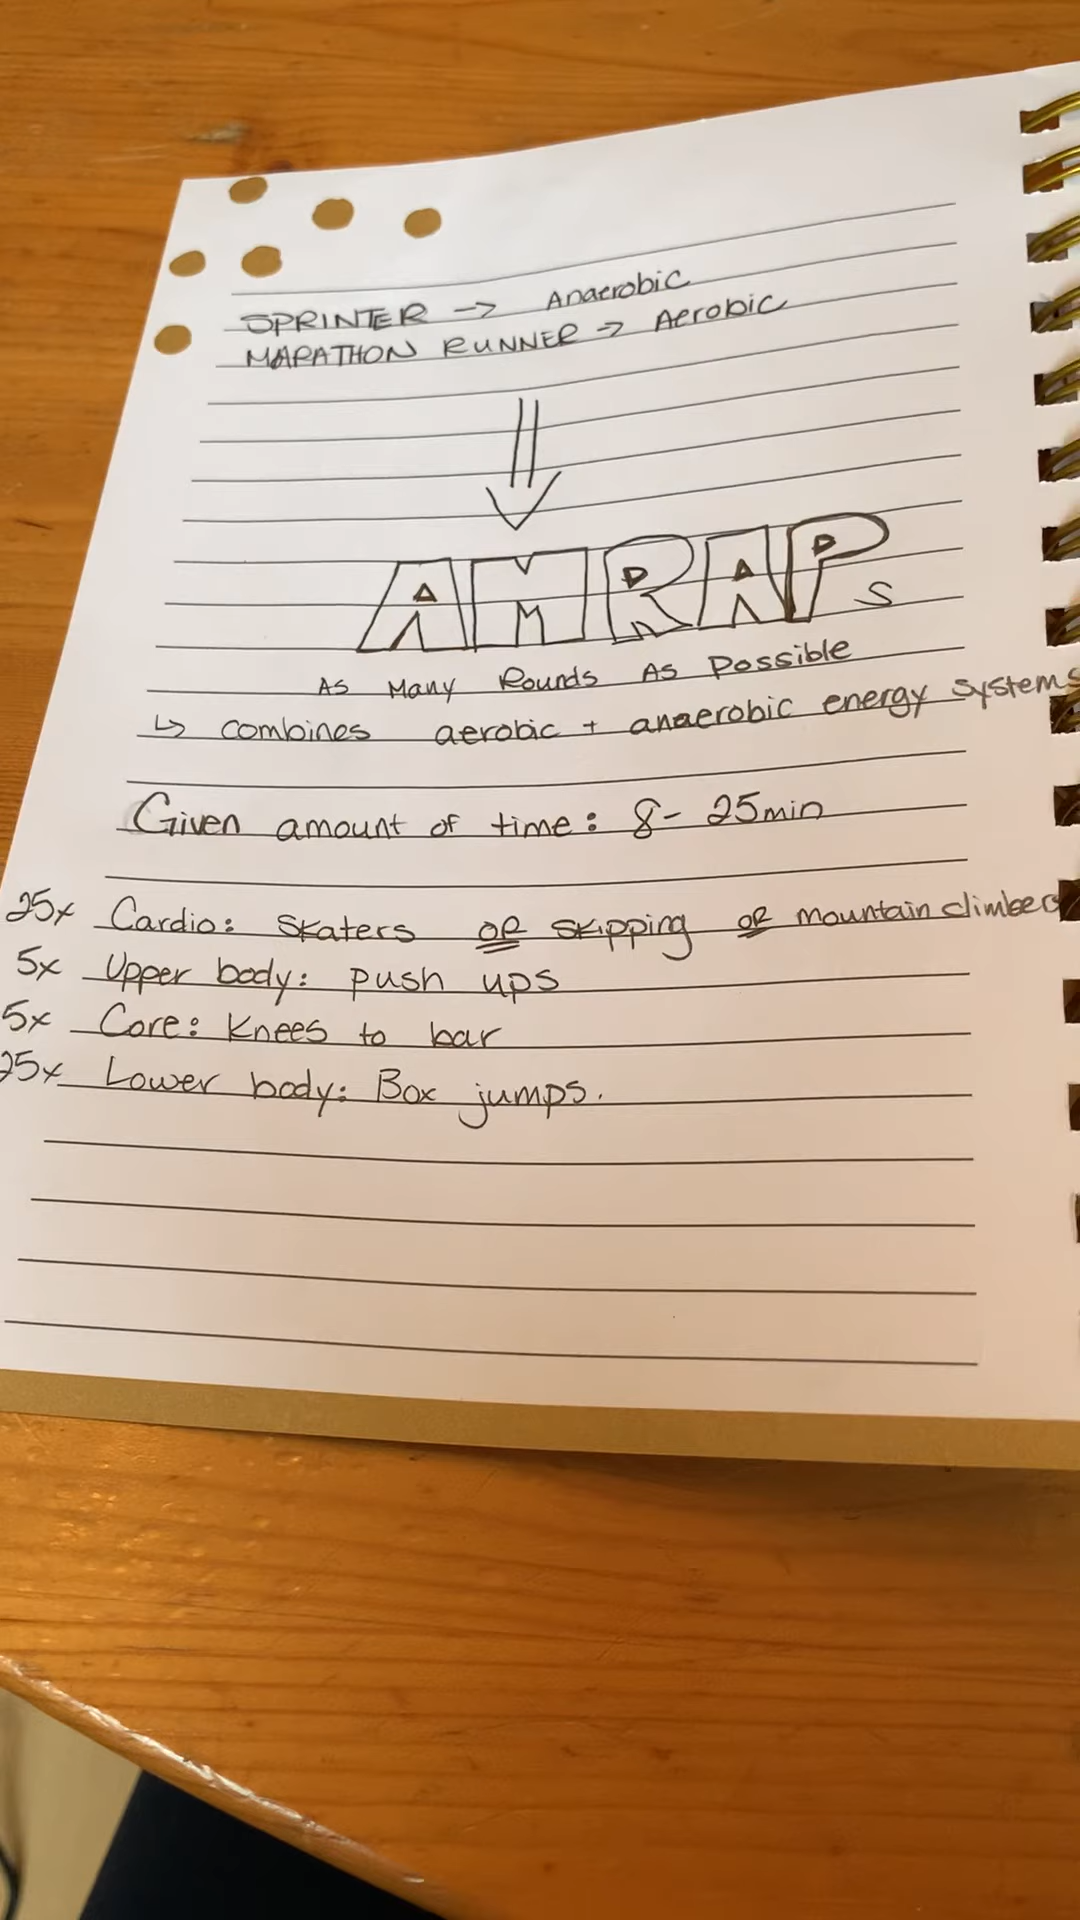 SPRINTER → Anaerobic
MARATHON RUNNER → Aerobic
AMRAPs
As Many Rounds As Possible
↳ combines aerobic + anaerobic energy systems
Given amount of time: 8- 25min
25x Cardio: Skaters OR skipping OR mountain climbers
5x Upper body: push ups
5x Core: Knees to bar
25x Lower body: Box jumps.